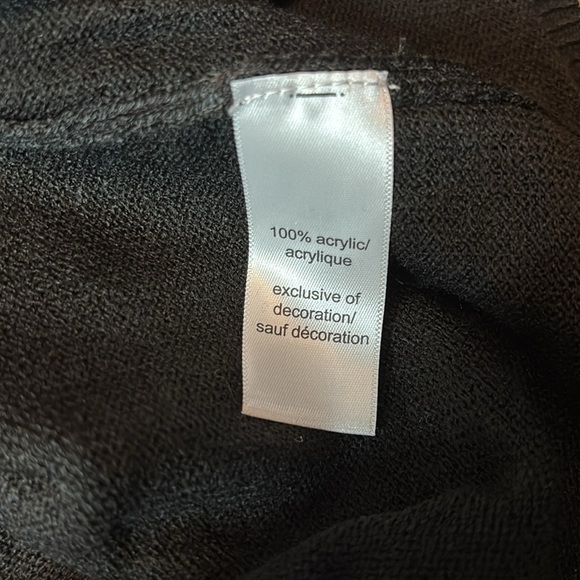 100% acrylic/
acrylique
exclusive of
decoration/
sauf décoration